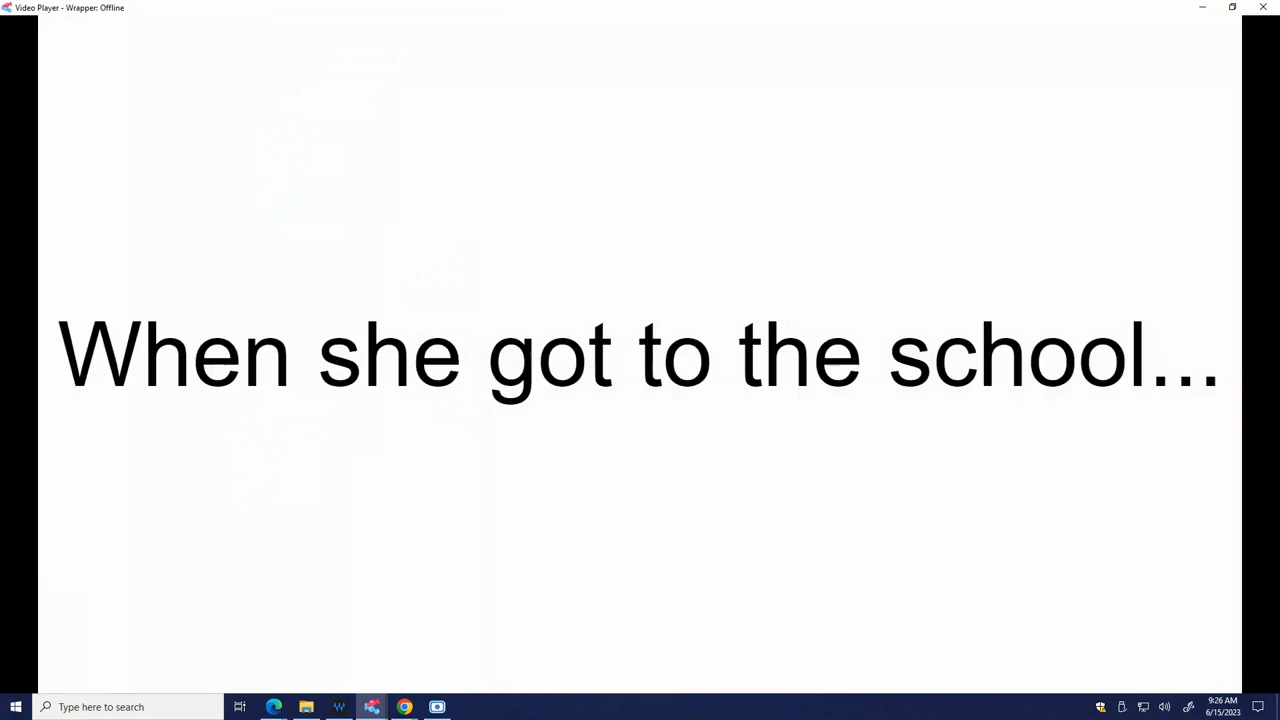 Video Player - Wrapper: Offline
When she got to the school...
Type here to search
9:26 AM
6/15/2023